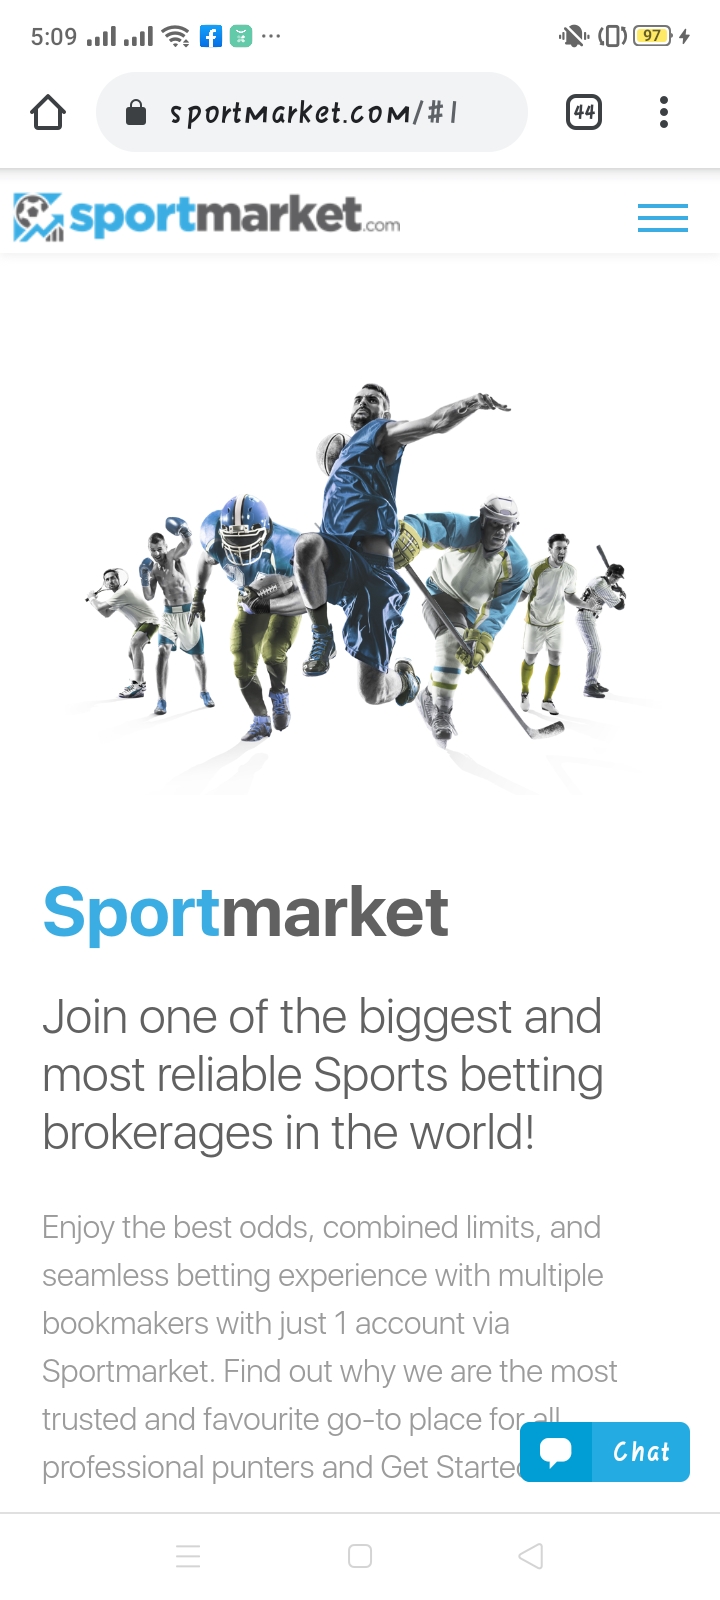 5:09
97
sportmarket.com/#1
44
sportmarket.com
Sportmarket
Join one of the biggest and
most reliable Sports betting
brokerages in the world!
Enjoy the best odds, combined limits, and
seamless betting experience with multiple
bookmakers with just 1 account via
Sportmarket. Find out why we are the most
trusted and favourite go-to place for all
professional punters and Get Started
Chat